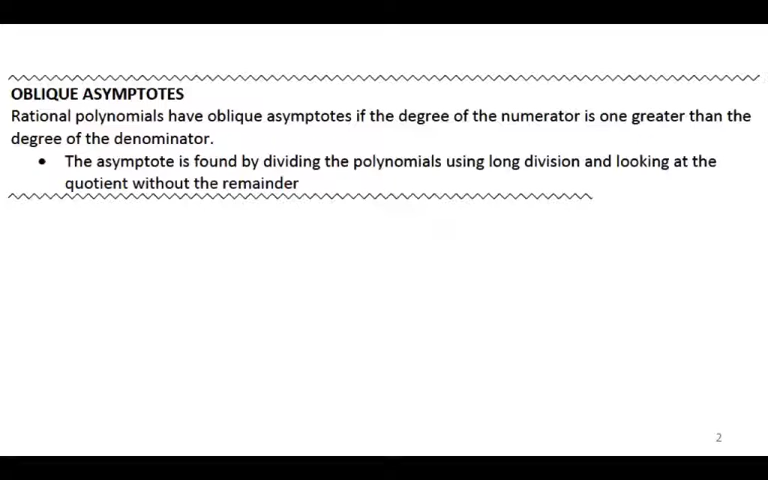 OBLIQUE ASYMPTOTES
Rational polynomials have oblique asymptotes if the degree of the numerator is one greater than the
degree of the denominator.
• The asymptote is found by dividing the polynomials using long division and looking at the
quotient without the remainder
2